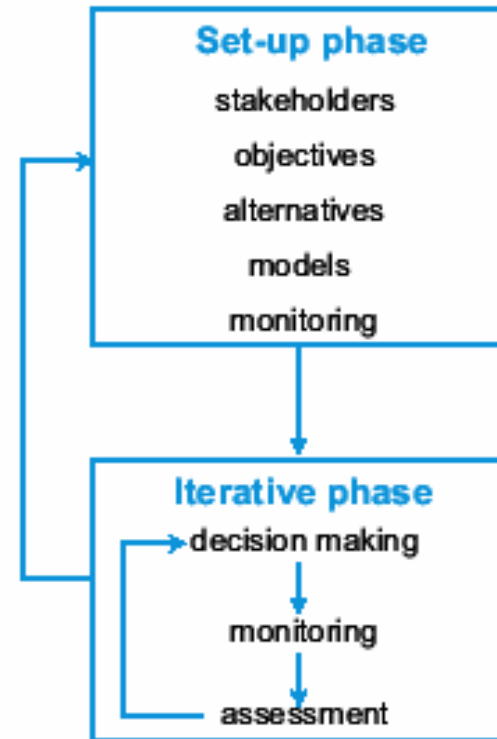 Set-up phase
stakeholders
objectives
alternatives
models
monitoring
Iterative phase
decision making
monitoring
assessment